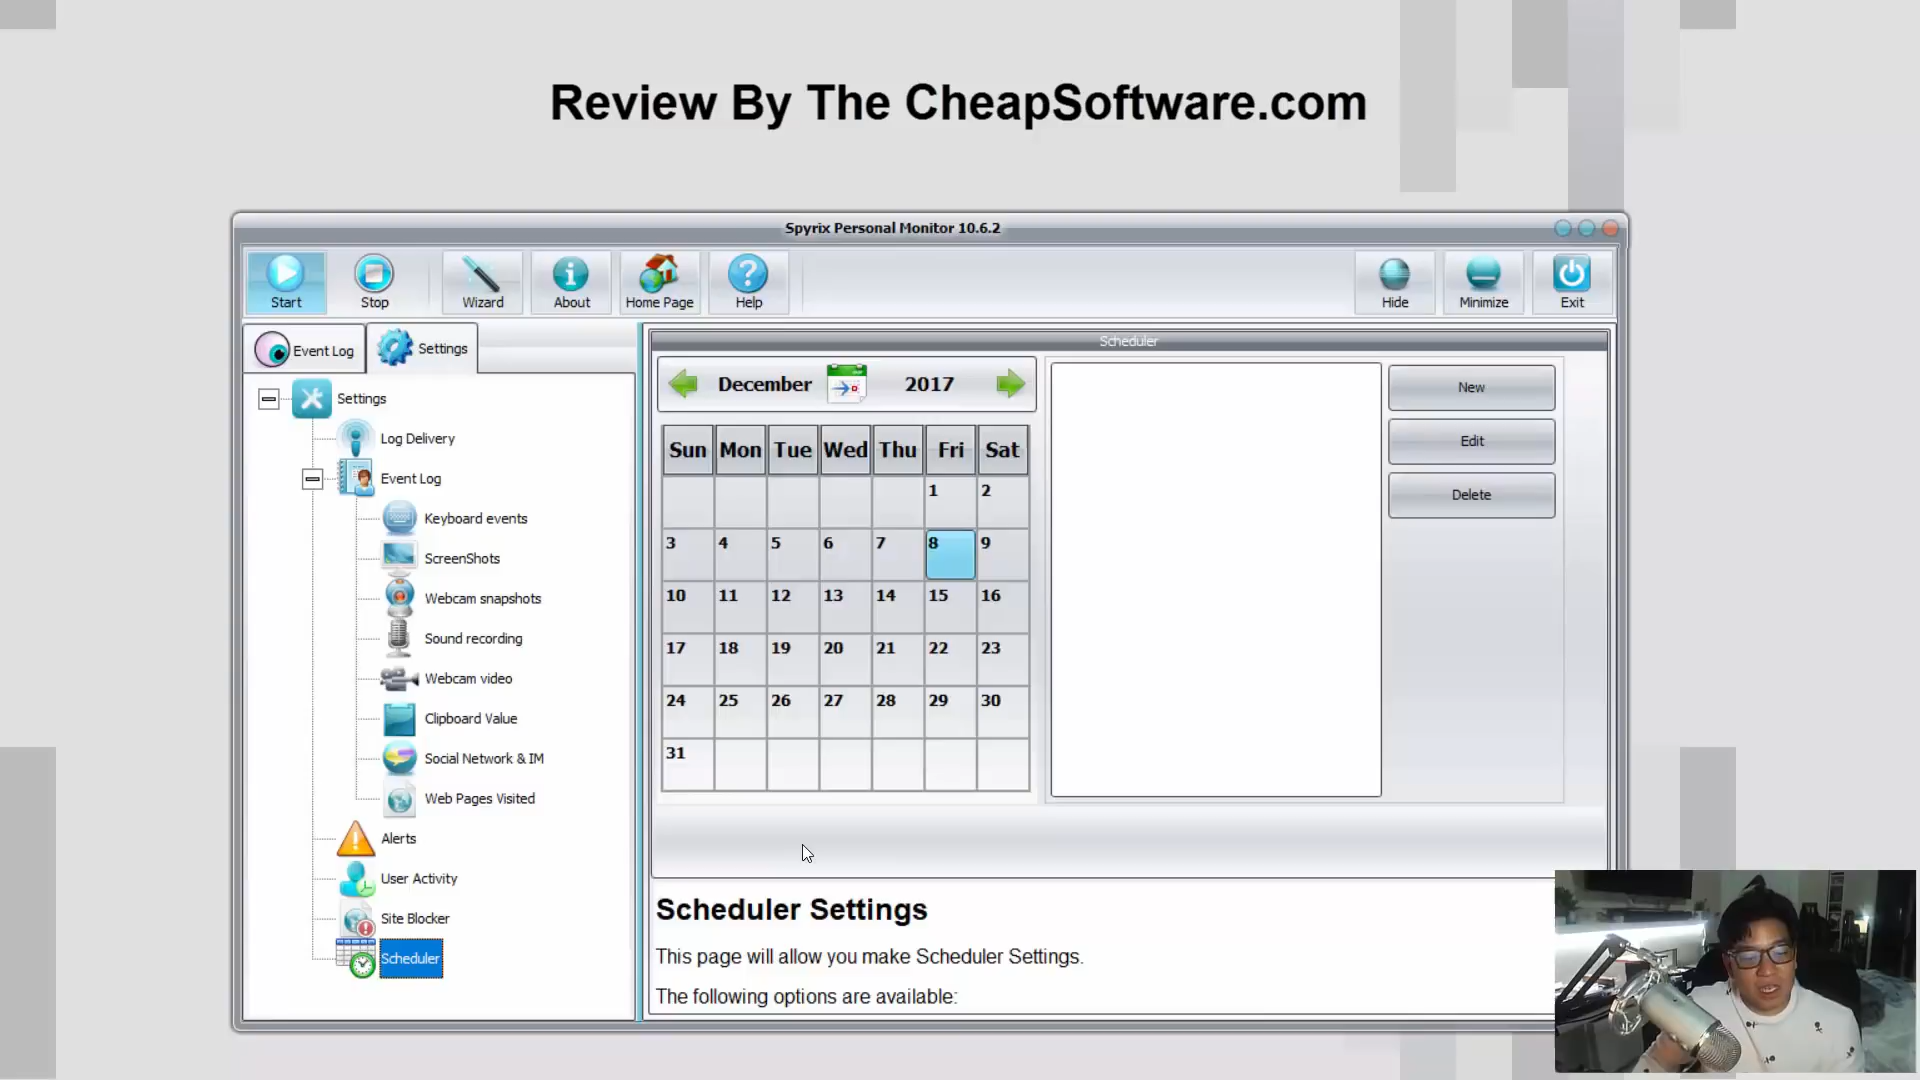 Review By The CheapSoftware.com
Spyrix Personal Monitor 10.6.2
Start
Stop
Wizard
About
Home Page
Help
Hide
Minimize
Exit
Event Log
Settings
Settings
Log Delivery
Event Log
Keyboard events
ScreenShots
Webcam snapshots
Sound recording
Webcam video
Clipboard Value
Social Network & IM
Web Pages Visited
Alerts
User Activity
Site Blocker
Scheduler
Scheduler
December 2017
Sun Mon Tue Wed Thu Fri Sat
1 2
3 4 5 6 7 8 9
10 11 12 13 14 15 16
17 18 19 20 21 22 23
24 25 26 27 28 29 30
31
New
Edit
Delete
Scheduler Settings
This page will allow you make Scheduler Settings.
The following options are available: